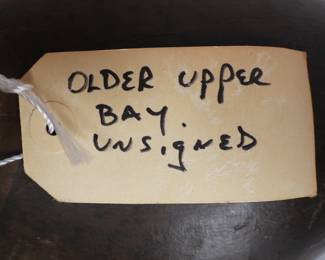 OLDER UPPER
BAY.
UNSiGNED